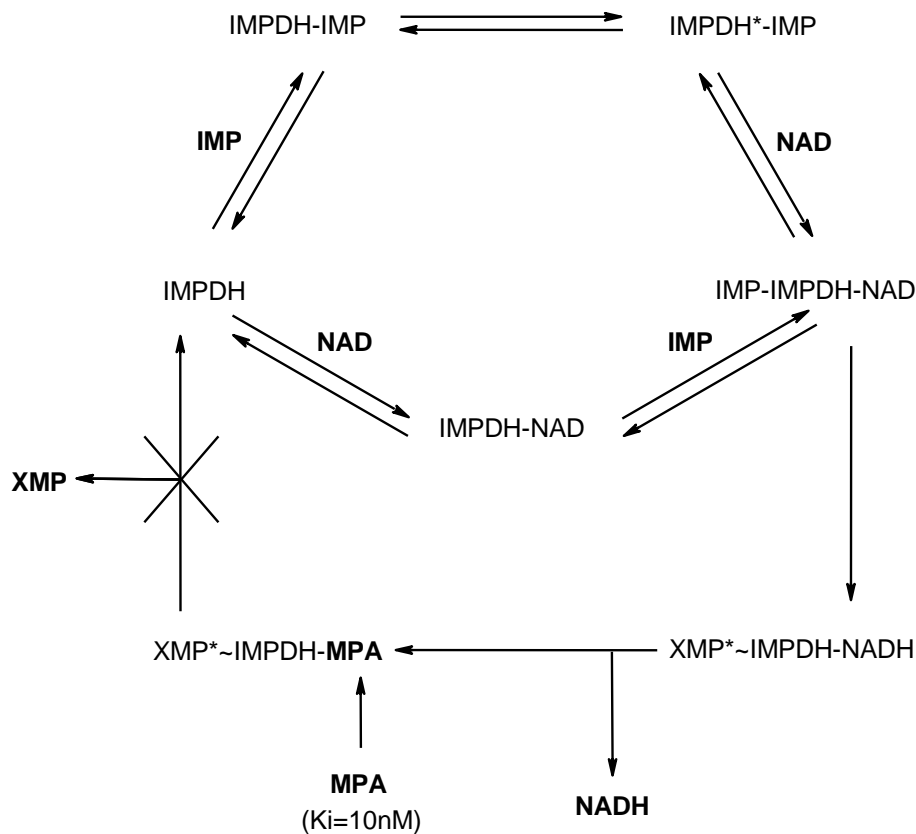 IMPDH-IMP
IMPDH*-IMP
IMP
NAD
IMPDH
IMP-IMPDH-NAD
NAD
IMP
IMPDH-NAD
XMP
XMP*~IMPDH-MPA
XMP*~IMPDH-NADH
MPA
(Ki=10nM)
NADH